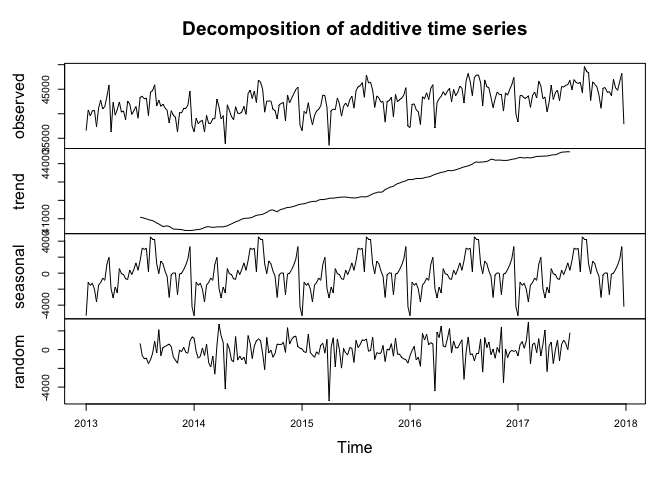 Decomposition of additive time series
observed
35000
45000
trend
41000
44000
seasonal
-4000
0
4000
random
-4000
0
2013 2014 2015 2016 2017 2018
Time